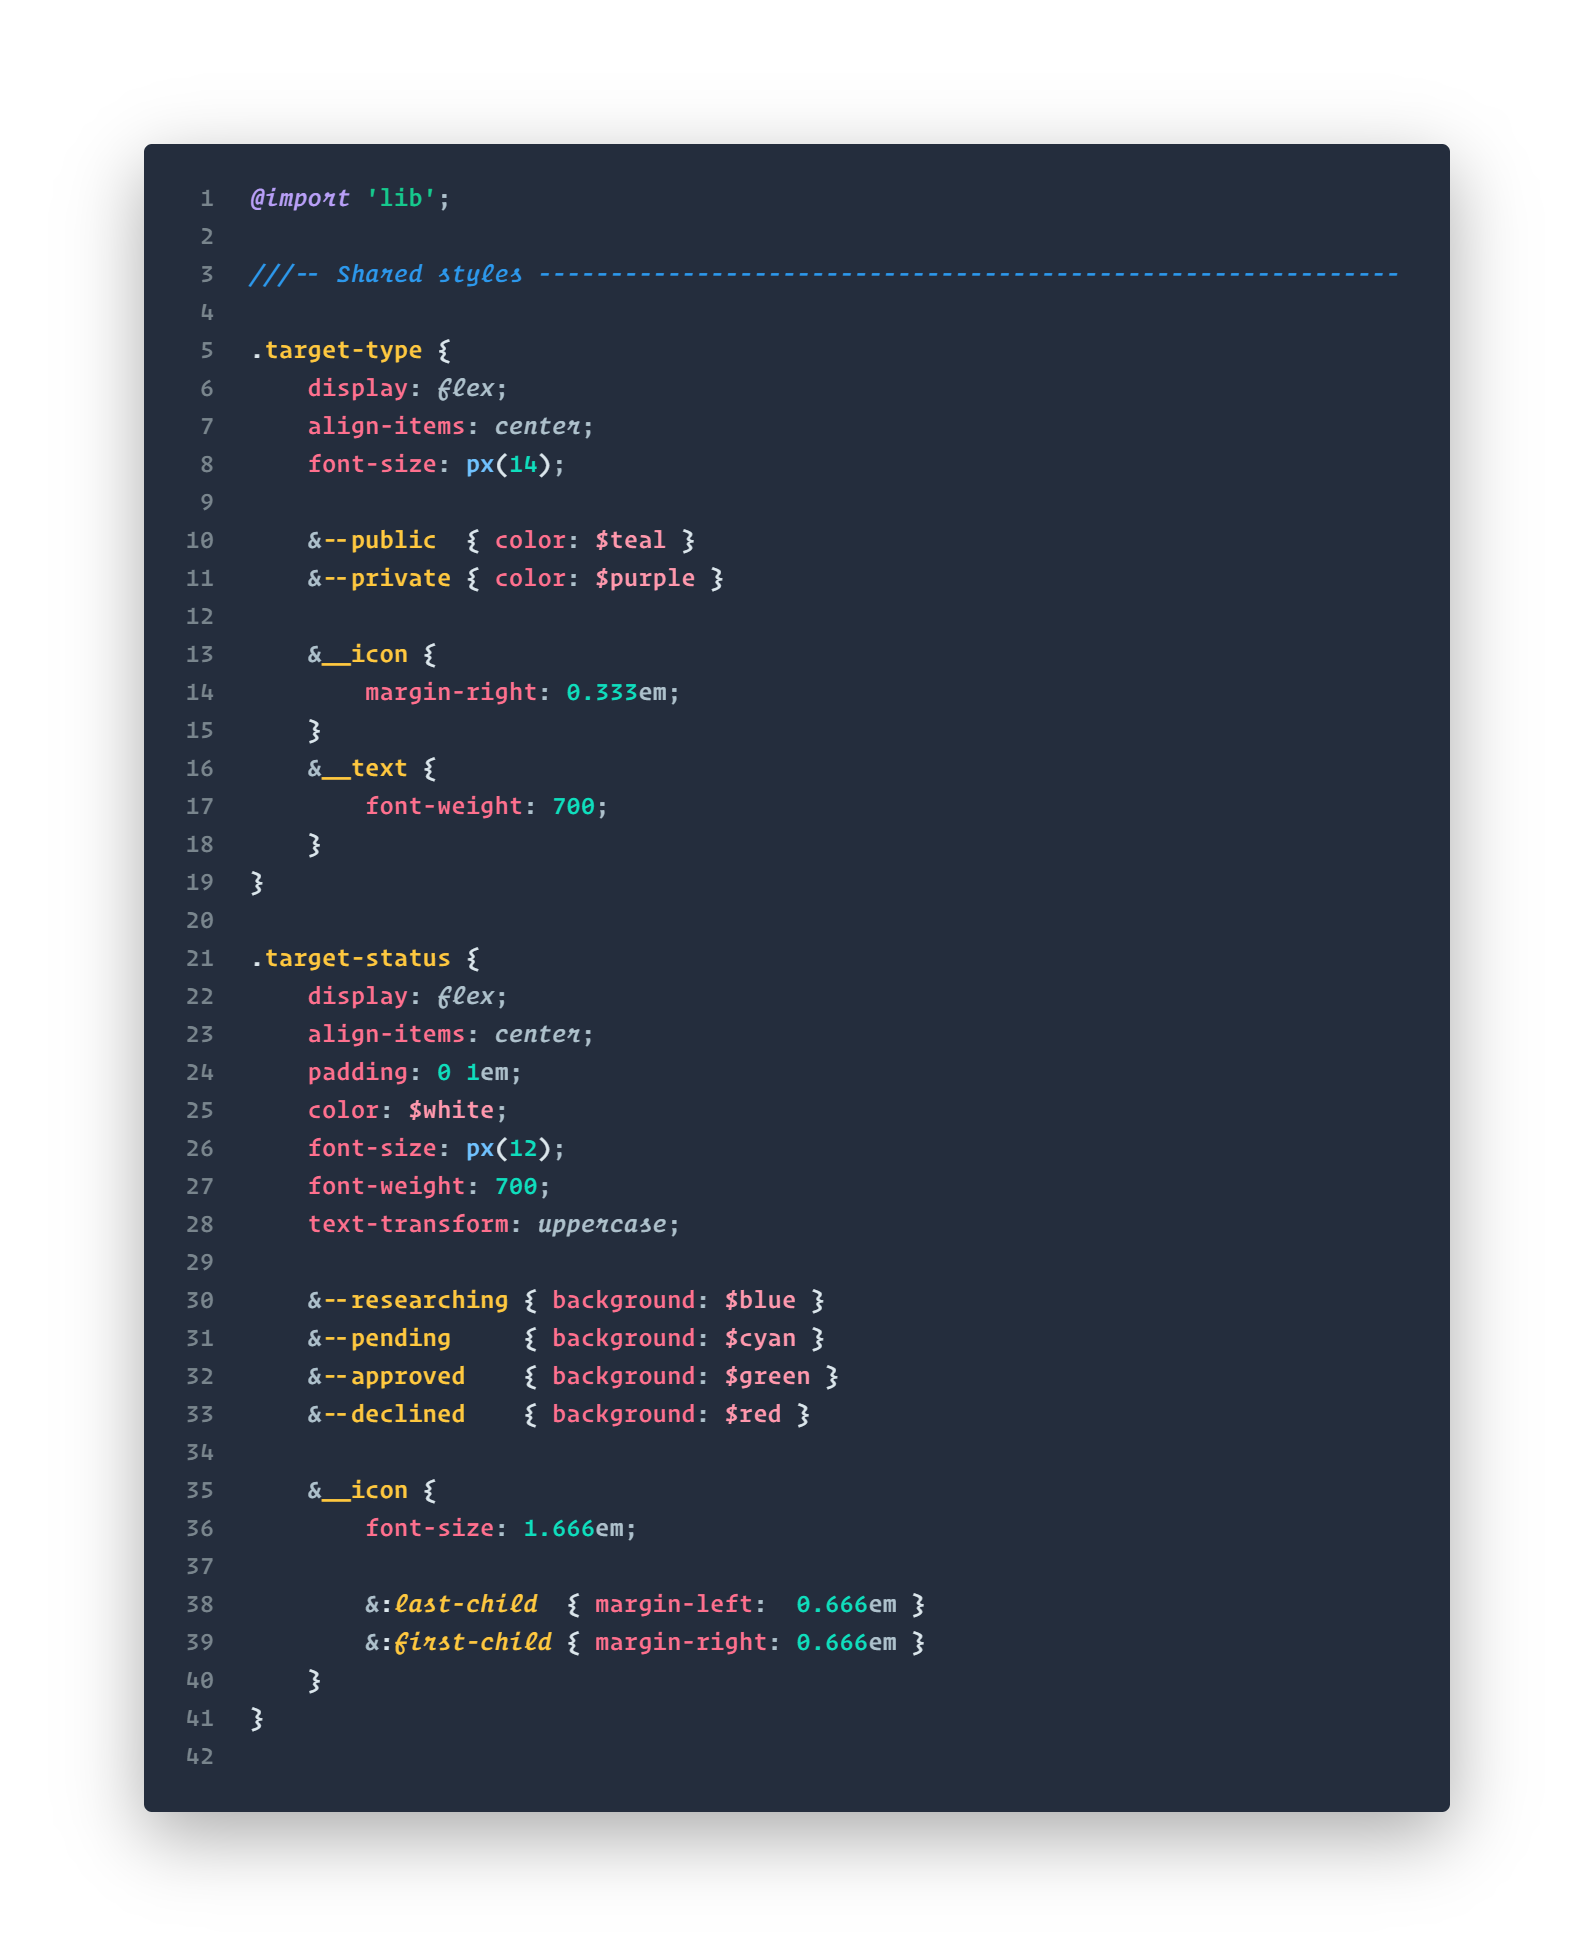 1 @import 'lib';
2
3 ///-- Shared styles ------------------------------------------------------------
4
5 .target-type {
6     display: flex;
7     align-items: center;
8     font-size: px(14);
9
10     &--public  { color: $teal }
11     &--private { color: $purple }
12
13     &__icon {
14         margin-right: 0.333em;
15     }
16     &__text {
17         font-weight: 700;
18     }
19 }
20
21 .target-status {
22     display: flex;
23     align-items: center;
24     padding: 0 1em;
25     color: $white;
26     font-size: px(12);
27     font-weight: 700;
28     text-transform: uppercase;
29
30     &--researching { background: $blue }
31     &--pending     { background: $cyan }
32     &--approved    { background: $green }
33     &--declined    { background: $red }
34
35     &__icon {
36         font-size: 1.666em;
37
38         &:last-child  { margin-left:  0.666em }
39         &:first-child { margin-right: 0.666em }
40     }
41 }
42